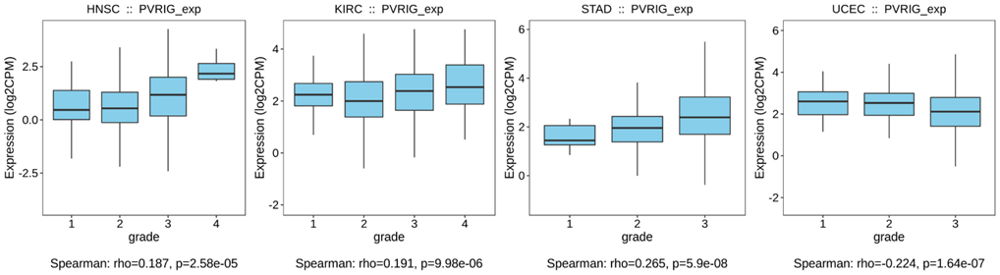 HNSC :: PVRIG_exp
Expression (log2CPM)
2.5
0.0
-2.5
1 2 3 4
grade
Spearman: rho=0.187, p=2.58e-05
KIRC :: PVRIG_exp
Expression (log2CPM)
4
2
0
-2
1 2 3 4
grade
Spearman: rho=0.191, p=9.98e-06
STAD :: PVRIG_exp
Expression (log2CPM)
6
4
2
0
1 2 3
grade
Spearman: rho=0.265, p=5.9e-08
UCEC :: PVRIG_exp
Expression (log2CPM)
6
4
2
0
-2
1 2 3
grade
Spearman: rho=-0.224, p=1.64e-07